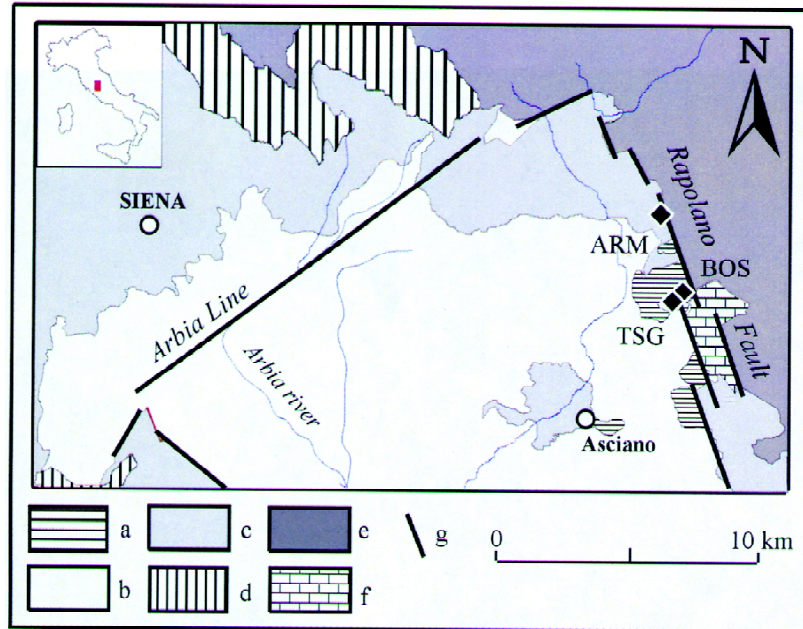 N
SIENA
Rapolano
ARM
BOS
Arbia Line
TSG
Fault
Arbia river
Asciano
a
c
e
g
0
10 km
b
d
f